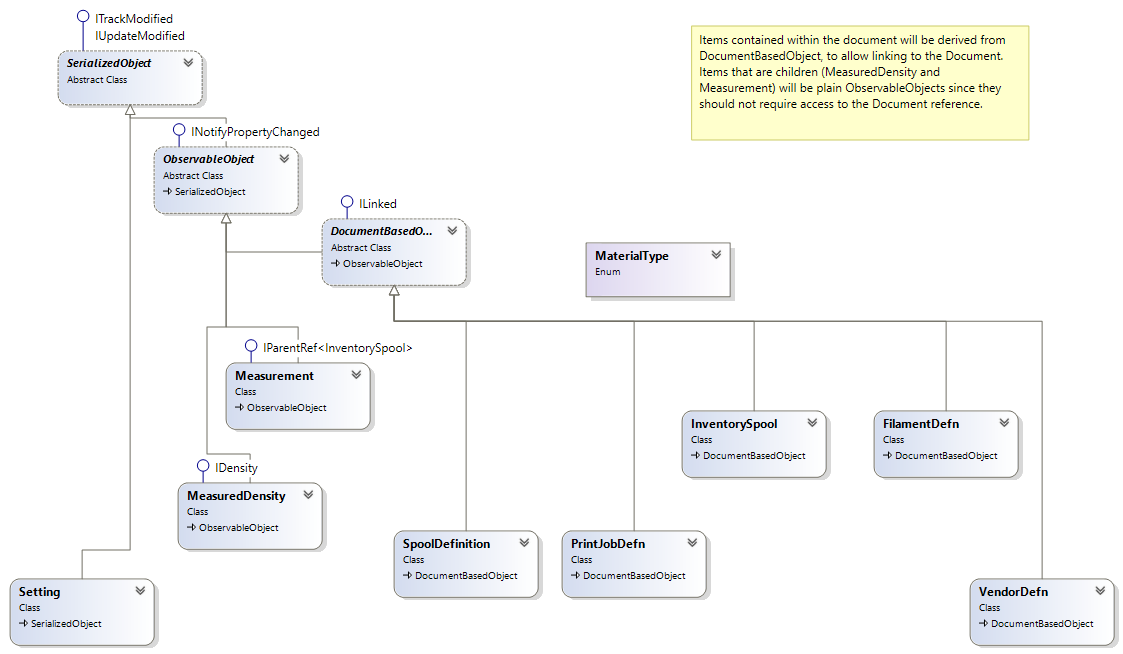 ITrackModified
IUpdateModified
SerializedObject
Abstract Class
Items contained within the document will be derived from
DocumentBasedObject, to allow linking to the Document.
Items that are children (MeasuredDensity and
Measurement) will be plain ObservableObjects since they
should not require access to the Document reference.
INotifyPropertyChanged
ObservableObject
Abstract Class
SerializedObject
ILinked
DocumentBasedO...
Abstract Class
ObservableObject
MaterialType
Enum
IParentRef<InventorySpool>
Measurement
Class
ObservableObject
InventorySpool
Class
DocumentBasedObject
FilamentDefn
Class
DocumentBasedObject
IDensity
MeasuredDensity
Class
ObservableObject
SpoolDefinition
Class
DocumentBasedObject
PrintJobDefn
Class
DocumentBasedObject
Setting
Class
SerializedObject
VendorDefn
Class
DocumentBasedObject